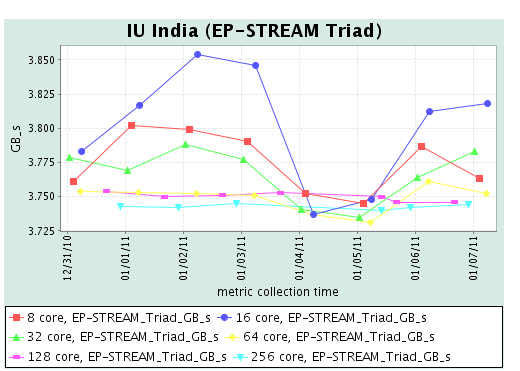 IU India (EP-STREAM Triad)
3.850
3.825
3.800
3.775
3.750
3.725
GB_s
12/31/10
01/01/11
01/02/11
01/03/11
01/04/11
01/05/11
01/06/11
01/07/11
metric collection time
8 core, EP-STREAM_Triad_GB_s 16 core, EP-STREAM_Triad_GB_s
32 core, EP-STREAM_Triad_GB_s 64 core, EP-STREAM_Triad_GB_s
128 core, EP-STREAM_Triad_GB_s 256 core, EP-STREAM_Triad_GB_s